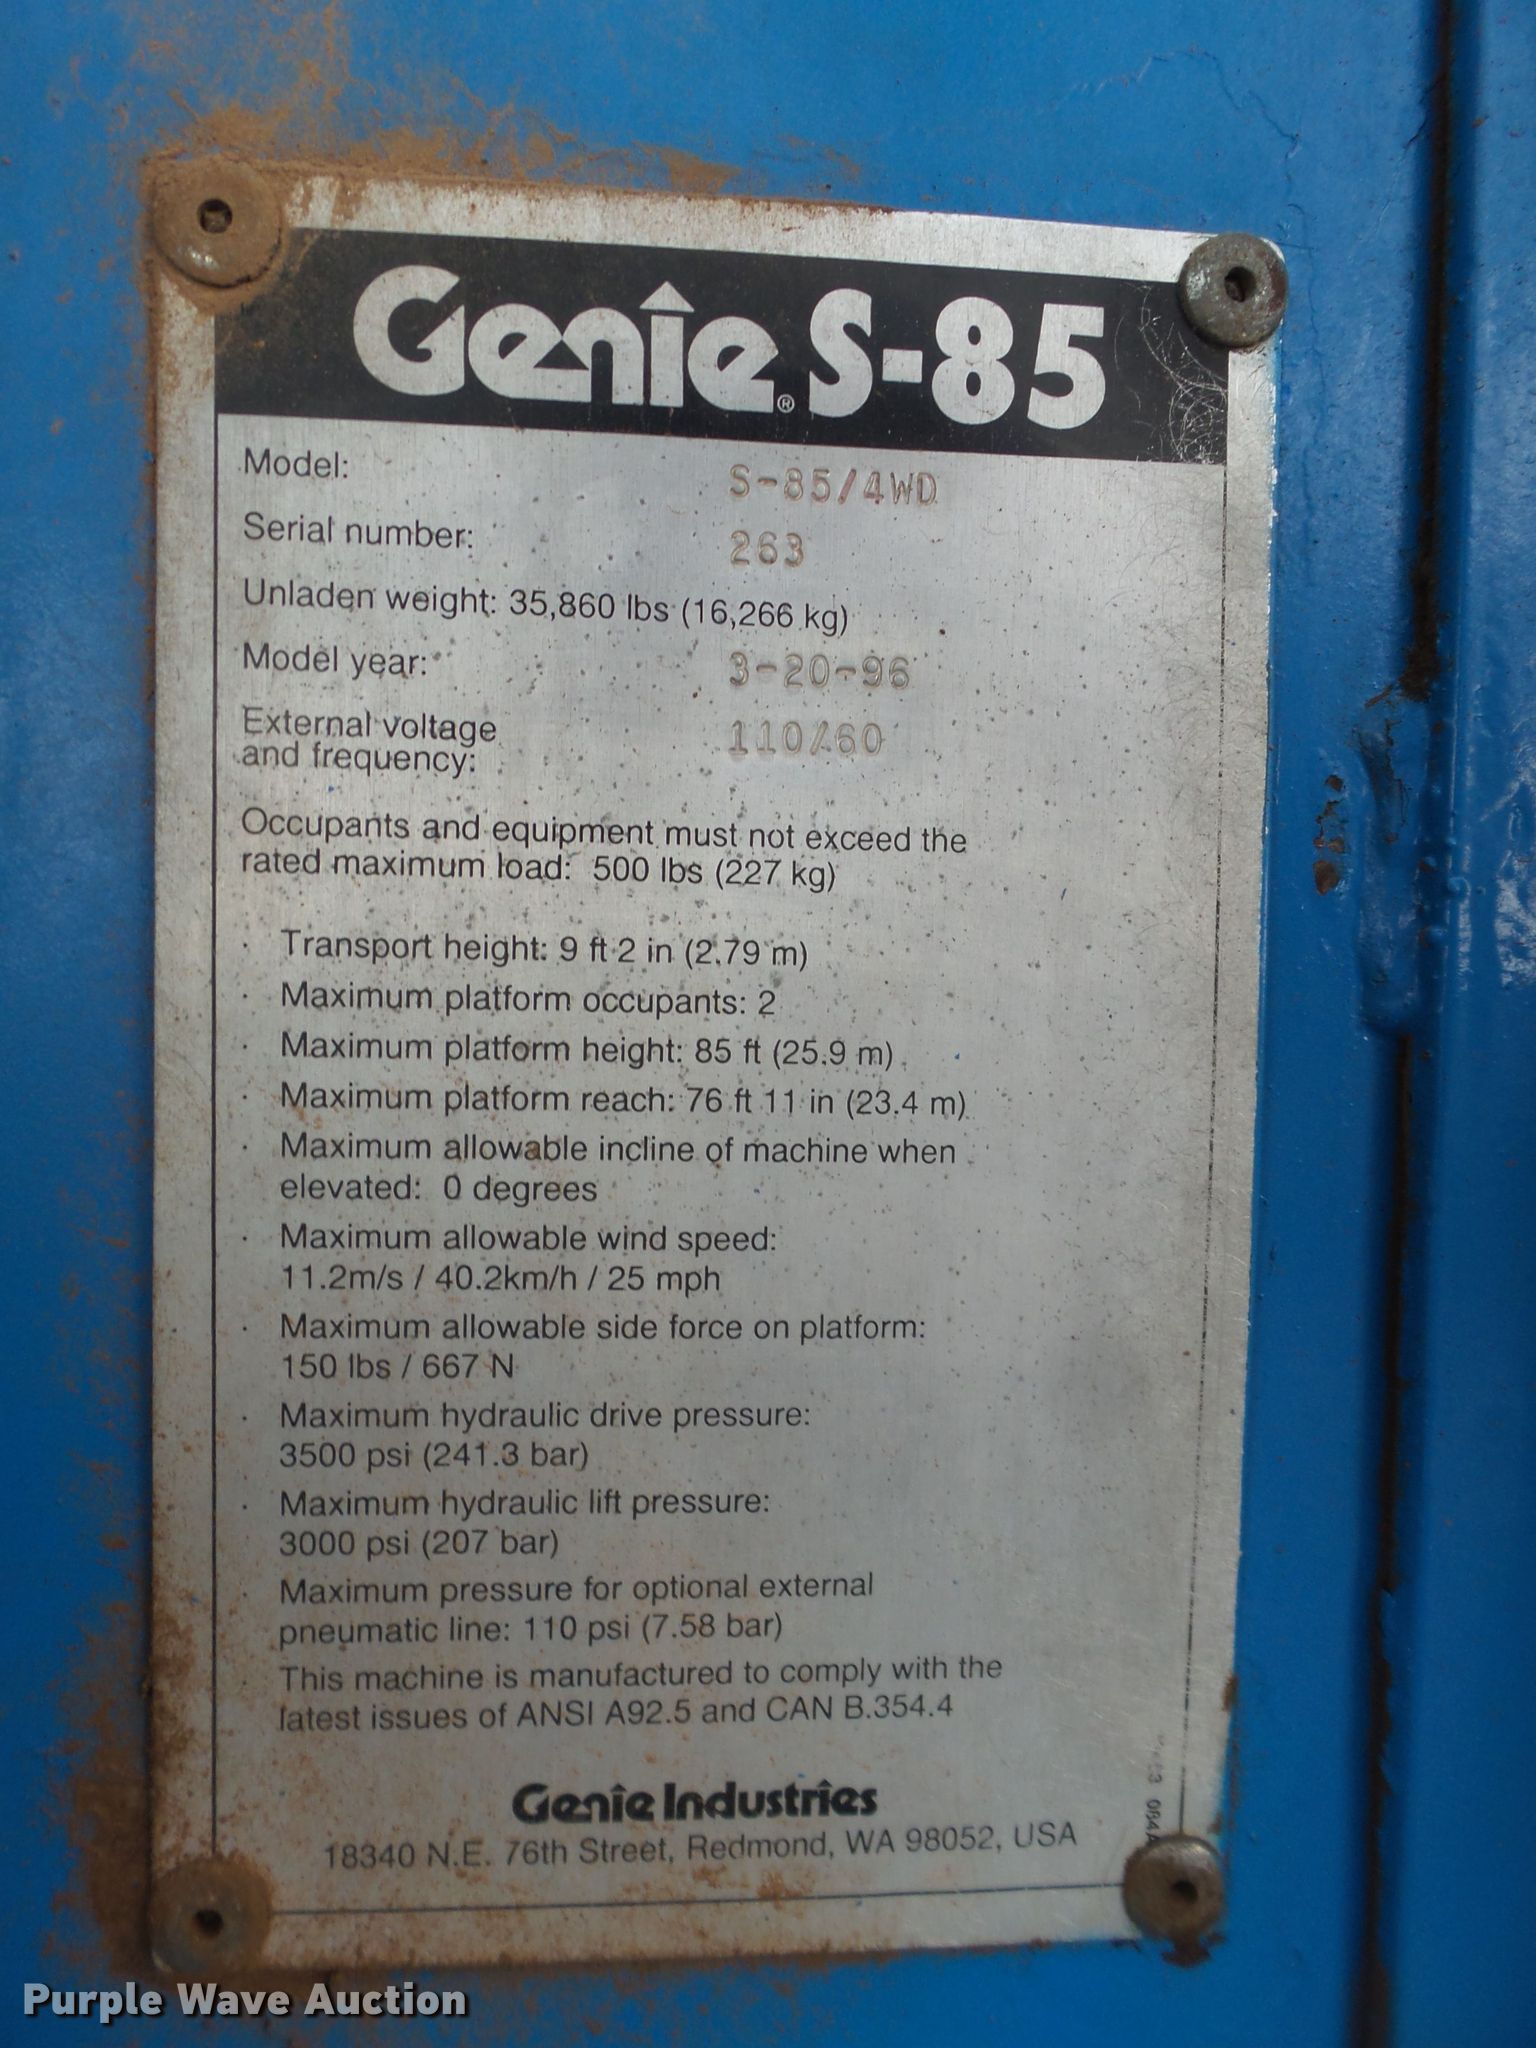 Genie® S-85
Model: S-85/4WD
Serial number: 263
Unladen weight: 35,860 lbs (16,266 kg)
Model year: 3-20-96
External voltage
and frequency: 110/60
Occupants and equipment must not exceed the
rated maximum load: 500 lbs (227 kg)
· Transport height: 9 ft 2 in (2.79 m)
· Maximum platform occupants: 2
· Maximum platform height: 85 ft (25.9 m)
· Maximum platform reach: 76 ft 11 in (23.4 m)
· Maximum allowable incline of machine when
elevated: 0 degrees
· Maximum allowable wind speed:
11.2m/s / 40.2km/h / 25 mph
· Maximum allowable side force on platform:
150 lbs / 667 N
· Maximum hydraulic drive pressure:
3500 psi (241.3 bar)
· Maximum hydraulic lift pressure:
3000 psi (207 bar)
· Maximum pressure for optional external
pneumatic line: 110 psi (7.58 bar)
· This machine is manufactured to comply with the
latest issues of ANSI A92.5 and CAN B.354.4
Genie Industries
18340 N.E. 76th Street, Redmond, WA 98052, USA
Purple Wave Auction